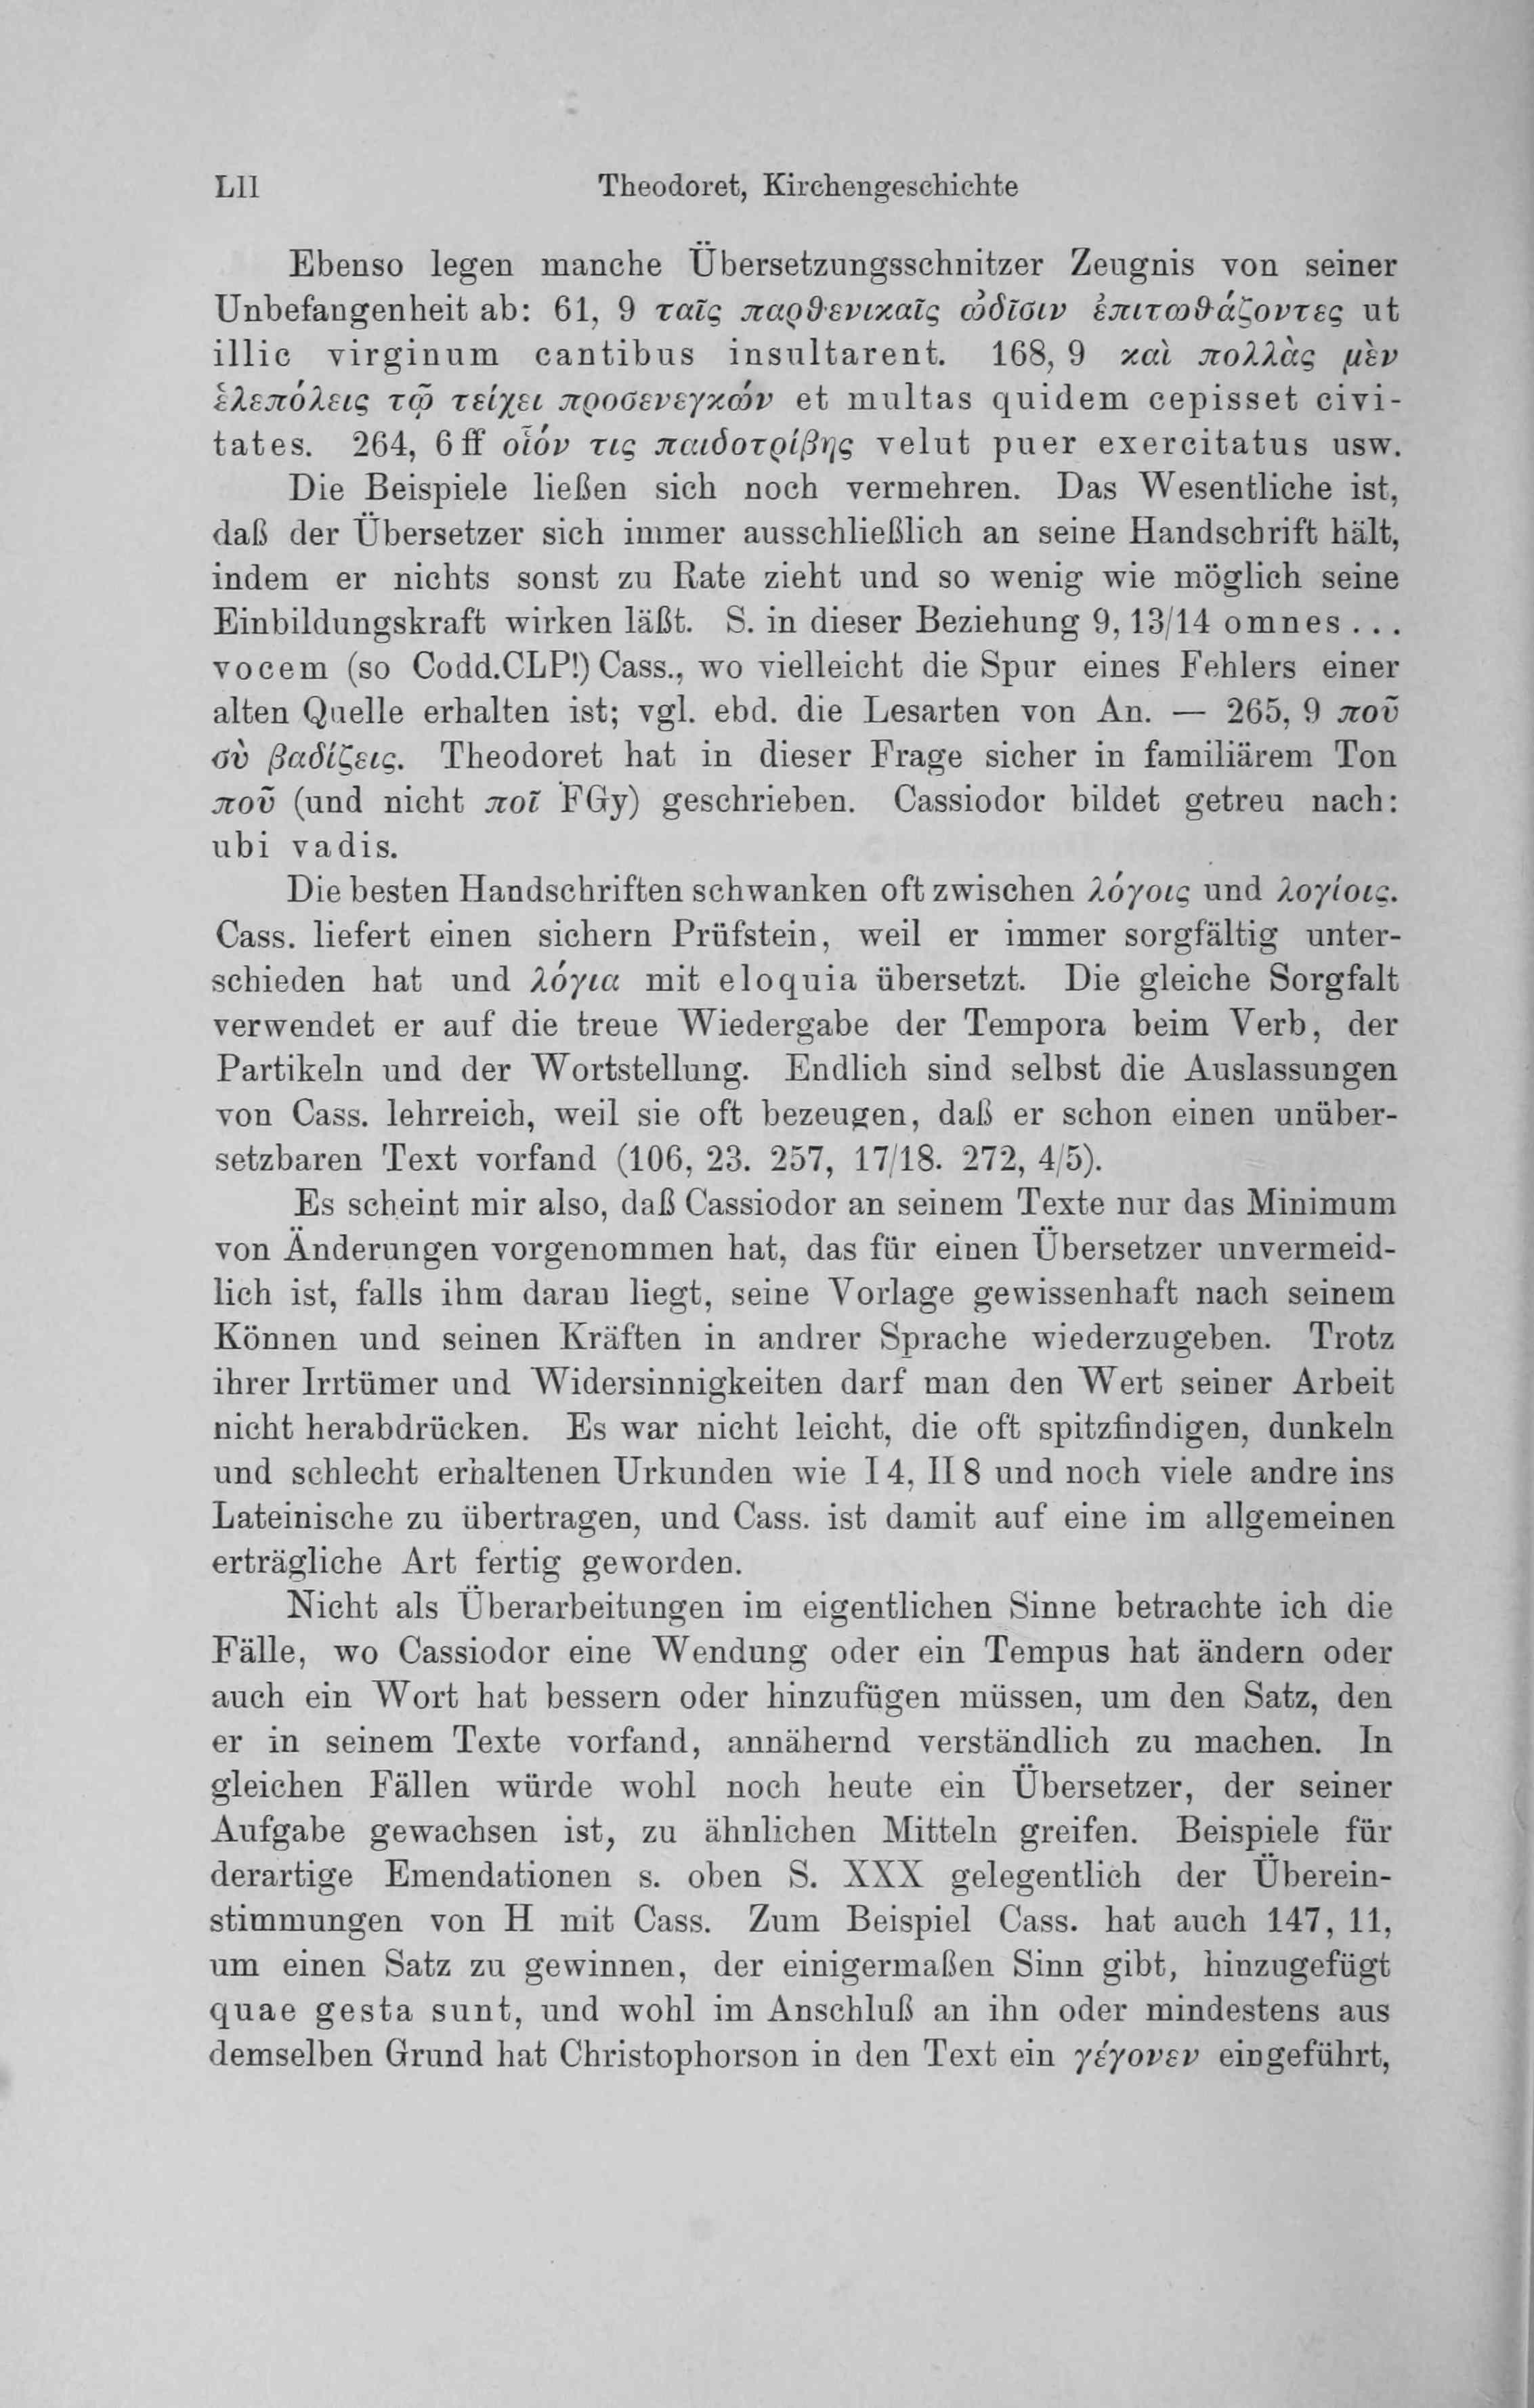 LII Theodoret, Kirchengeschichte
Ebenso legen manche Übersetzungsschnitzer Zeugnis von seiner
Unbefangenheit ab: 61, 9 ταῖς παρθενικαῖς ὠδῖσιν ἐπιτωθάζοντες ut
illic virginum cantibus insultarent. 168, 9 καὶ πολλὰς μὲν
ἑλεπόλεις τῷ τείχει προσενεγκών et multas quidem cepisset civi-
tates. 264, 6 ff οἷόν τις παιδοτρίβης velut puer exercitatus usw.
Die Beispiele ließen sich noch vermehren. Das Wesentliche ist,
daß der Übersetzer sich immer ausschließlich an seine Handschrift hält,
indem er nichts sonst zu Rate zieht und so wenig wie möglich seine
Einbildungskraft wirken läßt. S. in dieser Beziehung 9, 13/14 omnes ...
vocem (so Codd.CLP!) Cass., wo vielleicht die Spur eines Fehlers einer
alten Quelle erhalten ist; vgl. ebd. die Lesarten von An. — 265, 9 ποῦ
σὺ βαδίζεις. Theodoret hat in dieser Frage sicher in familiärem Ton
ποῦ (und nicht ποῖ FGy) geschrieben. Cassiodor bildet getreu nach:
ubi vadis.
Die besten Handschriften schwanken oft zwischen λόγοις und λογίοις.
Cass. liefert einen sichern Prüfstein, weil er immer sorgfältig unter-
schieden hat und λόγια mit eloquia übersetzt. Die gleiche Sorgfalt
verwendet er auf die treue Wiedergabe der Tempora beim Verb, der
Partikeln und der Wortstellung. Endlich sind selbst die Auslassungen
von Cass. lehrreich, weil sie oft bezeugen, daß er schon einen unüber-
setzbaren Text vorfand (106, 23. 257, 17/18. 272, 4/5).
Es scheint mir also, daß Cassiodor an seinem Texte nur das Minimum
von Änderungen vorgenommen hat, das für einen Übersetzer unvermeid-
lich ist, falls ihm daran liegt, seine Vorlage gewissenhaft nach seinem
Können und seinen Kräften in andrer Sprache wiederzugeben. Trotz
ihrer Irrtümer und Widersinnigkeiten darf man den Wert seiner Arbeit
nicht herabdrücken. Es war nicht leicht, die oft spitzfindigen, dunkeln
und schlecht erhaltenen Urkunden wie I 4, II 8 und noch viele andre ins
Lateinische zu übertragen, und Cass. ist damit auf eine im allgemeinen
erträgliche Art fertig geworden.
Nicht als Überarbeitungen im eigentlichen Sinne betrachte ich die
Fälle, wo Cassiodor eine Wendung oder ein Tempus hat ändern oder
auch ein Wort hat bessern oder hinzufügen müssen, um den Satz, den
er in seinem Texte vorfand, annähernd verständlich zu machen. In
gleichen Fällen würde wohl noch heute ein Übersetzer, der seiner
Aufgabe gewachsen ist, zu ähnlichen Mitteln greifen. Beispiele für
derartige Emendationen s. oben S. XXX gelegentlich der Überein-
stimmungen von H mit Cass. Zum Beispiel Cass. hat auch 147, 11,
um einen Satz zu gewinnen, der einigermaßen Sinn gibt, hinzugefügt
quae gesta sunt, und wohl im Anschluß an ihn oder mindestens aus
demselben Grund hat Christophorson in den Text ein γέγονεν eingeführt,